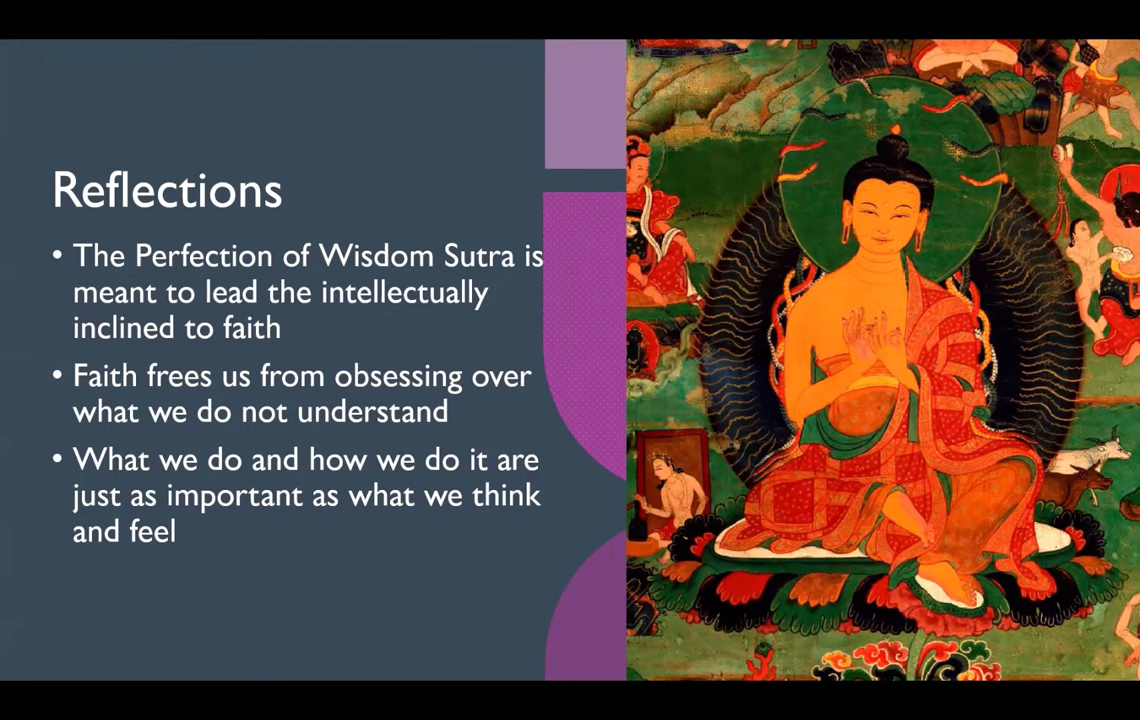 Reflections
• The Perfection of Wisdom Sutra is
meant to lead the intellectually
inclined to faith
• Faith frees us from obsessing over
what we do not understand
• What we do and how we do it are
just as important as what we think
and feel